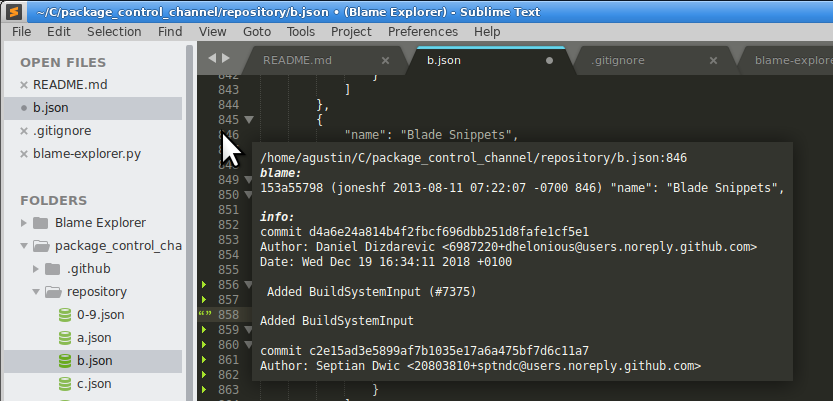 ~/C/package_control_channel/repository/b.json • (Blame Explorer) - Sublime Text
File Edit Selection Find View Goto Tools Project Preferences Help
OPEN FILES
README.md
b.json
.gitignore
blame-explorer.py
FOLDERS
Blame Explorer
package_control_cha
.github
repository
0-9.json
a.json
b.json
c.json
README.md
b.json
.gitignore
blame-explore
842 }
843 ]
844 },
845 {
846 "name": "Blade Snippets",
/home/agustin/C/package_control_channel/repository/b.json:846
blame:
153a55798 (joneshf 2013-08-11 07:22:07 -0700 846) "name": "Blade Snippets",
info:
commit d4a6e24a814b4f2fbcf696dbb251d8fafe1cf5e1
Author: Daniel Dizdarevic <6987220+dhelonious@users.noreply.github.com>
Date: Wed Dec 19 16:34:11 2018 +0100
Added BuildSystemInput (#7375)
Added BuildSystemInput
commit c2e15ad3e5899af7b1035e17a6a475bf7d6c11a7
Author: Septian Dwic <20803810+sptndc@users.noreply.github.com>
849
850
851
852
853
854
855
856
857
858
859
860
861
862
863 }